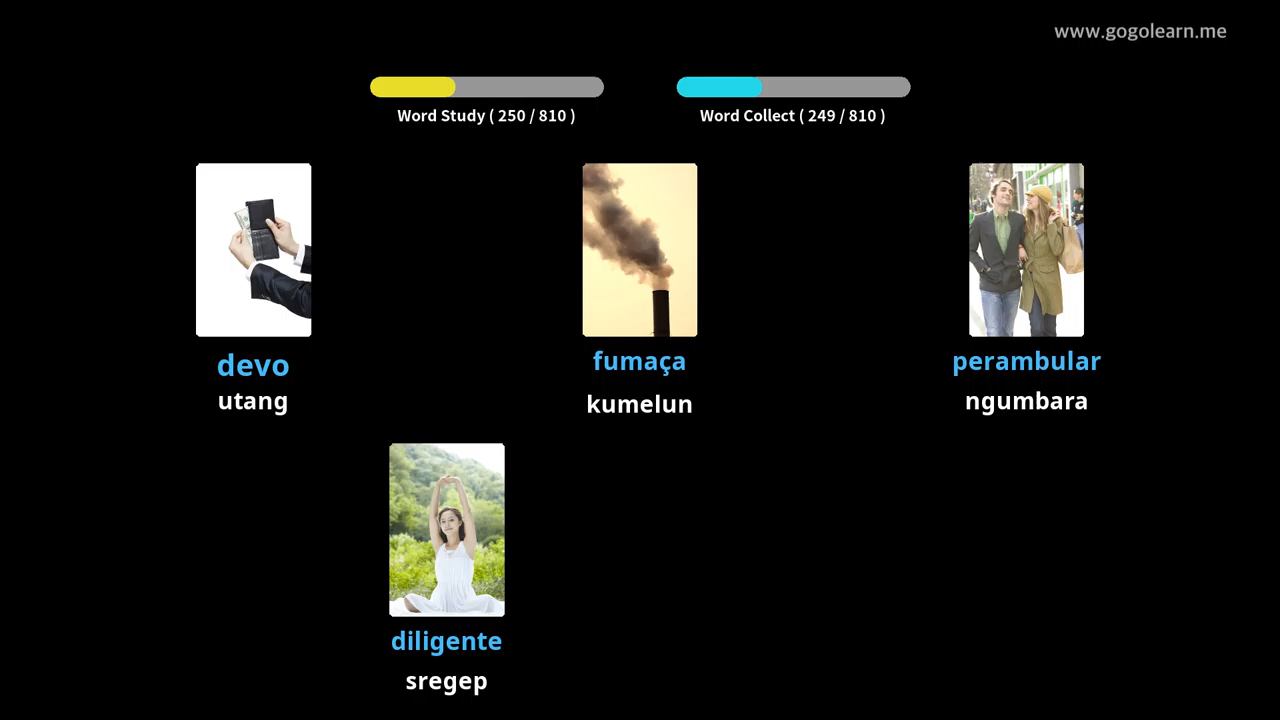 www.gogolearn.me
Word Study ( 250 / 810 )
Word Collect ( 249 / 810 )
devo
utang
fumaça
kumelun
perambular
ngumbara
diligente
sregep